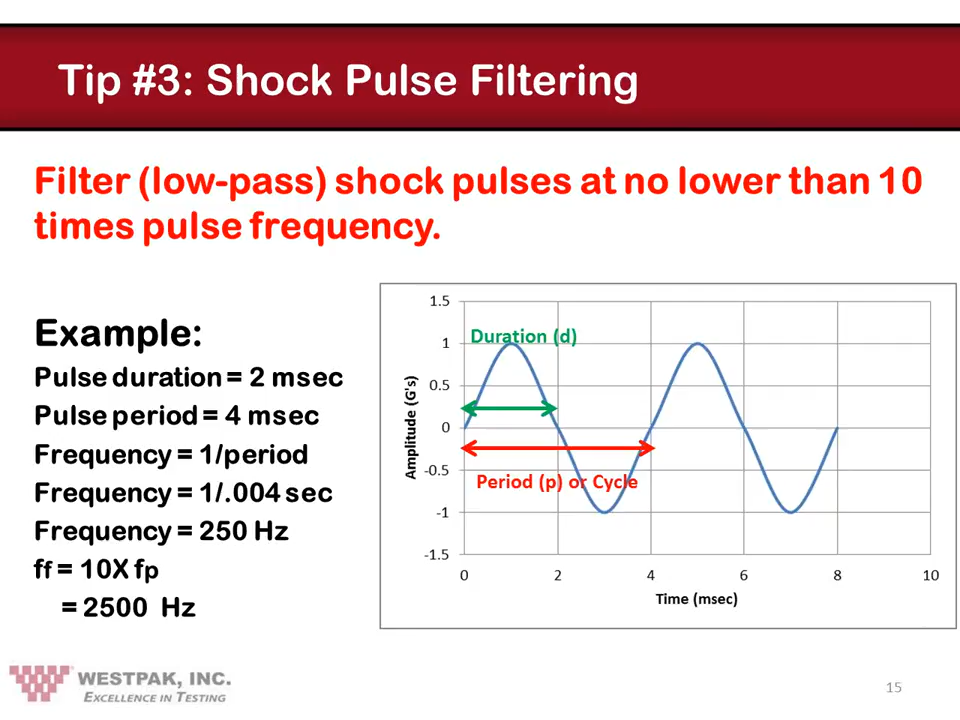 Tip #3: Shock Pulse Filtering
Filter (low-pass) shock pulses at no lower than 10
times pulse frequency.
Example:
Pulse duration = 2 msec
Pulse period = 4 msec
Frequency = 1/period
Frequency = 1/.004 sec
Frequency = 250 Hz
ff = 10X fp
= 2500 Hz
1.5
1
0.5
0
-0.5
-1
-1.5
Amplitude (G's)
Duration (d)
Period (p) or Cycle
0 2 4 6 8 10
Time (msec)
WESTPAK, INC.
EXCELLENCE IN TESTING
15